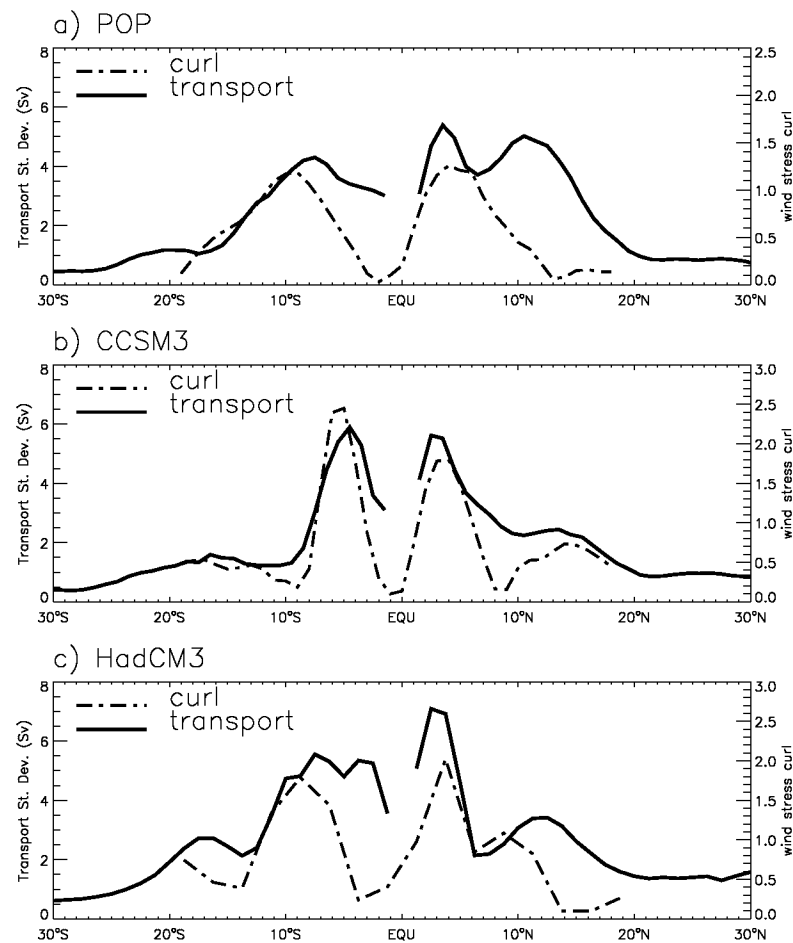 a) POP
8
6
4
2
0
Transport St. Dev. (Sv)
curl
transport
2.5
2.0
1.5
1.0
0.5
0.0
wind stress curl
30°S 20°S 10°S EQU 10°N 20°N 30°N
b) CCSM3
8
6
4
2
0
Transport St. Dev. (Sv)
curl
transport
3.0
2.5
2.0
1.5
1.0
0.5
0.0
wind stress curl
30°S 20°S 10°S EQU 10°N 20°N 30°N
c) HadCM3
8
6
4
2
0
Transport St. Dev. (Sv)
curl
transport
3.0
2.5
2.0
1.5
1.0
0.5
0.0
wind stress curl
30°S 20°S 10°S EQU 10°N 20°N 30°N